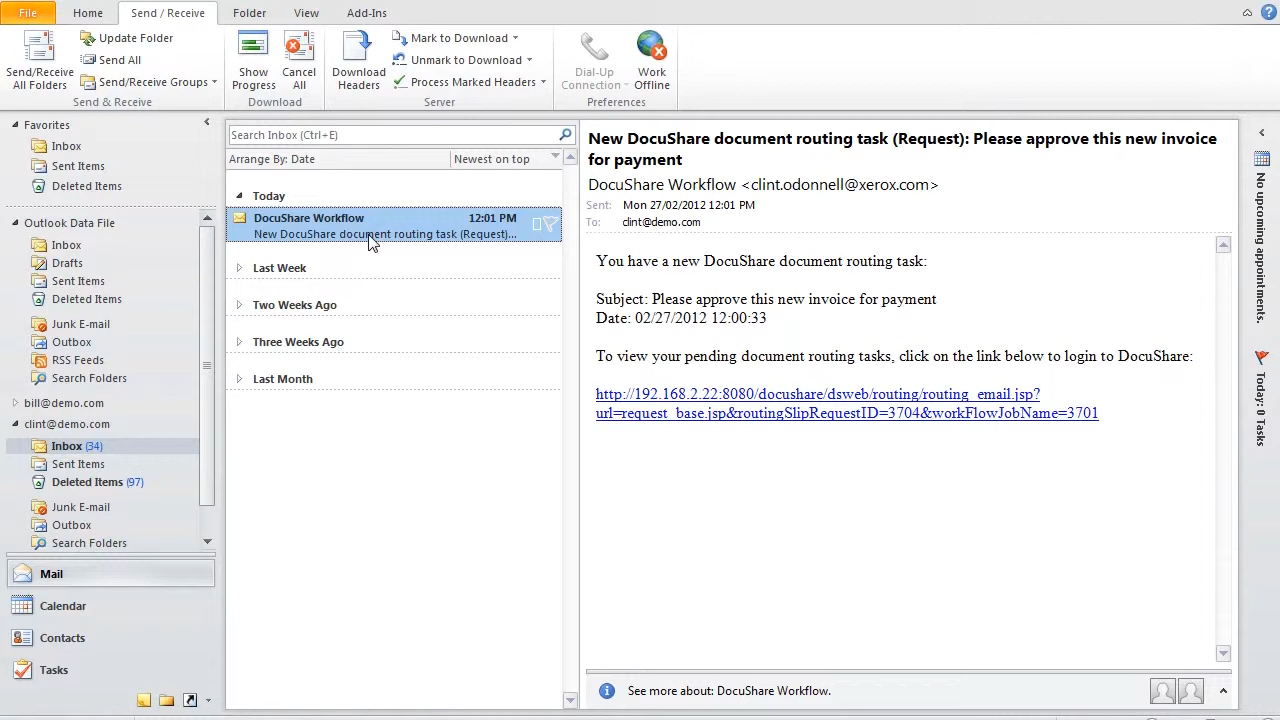 File Home Send / Receive Folder View Add-Ins
Send/Receive All Folders
Update Folder
Send All
Send/Receive Groups
Send & Receive
Show Progress
Cancel All
Download
Download Headers
Mark to Download
Unmark to Download
Process Marked Headers
Server
Dial-Up Connection
Work Offline
Preferences
Favorites
Inbox
Sent Items
Deleted Items
Outlook Data File
Inbox
Drafts
Sent Items
Deleted Items
Junk E-mail
Outbox
RSS Feeds
Search Folders
bill@demo.com
clint@demo.com
Inbox (34)
Sent Items
Deleted Items (97)
Junk E-mail
Outbox
Search Folders
Mail
Calendar
Contacts
Tasks
Search Inbox (Ctrl+E)
Arrange By: Date Newest on top
Today
DocuShare Workflow 12:01 PM
New DocuShare document routing task (Request)...
Last Week
Two Weeks Ago
Three Weeks Ago
Last Month
New DocuShare document routing task (Request): Please approve this new invoice
for payment
DocuShare Workflow <clint.odonnell@xerox.com>
Sent: Mon 27/02/2012 12:01 PM
To: clint@demo.com
You have a new DocuShare document routing task:
Subject: Please approve this new invoice for payment
Date: 02/27/2012 12:00:33
To view your pending document routing tasks, click on the link below to login to DocuShare:
http://192.168.2.22:8080/docushare/dsweb/routing/routing_email.jsp?
url=request_base.jsp&routingSlipRequestID=3704&workFlowJobName=3701
See more about: DocuShare Workflow.
No upcoming appointments.
Today: 0 Tasks